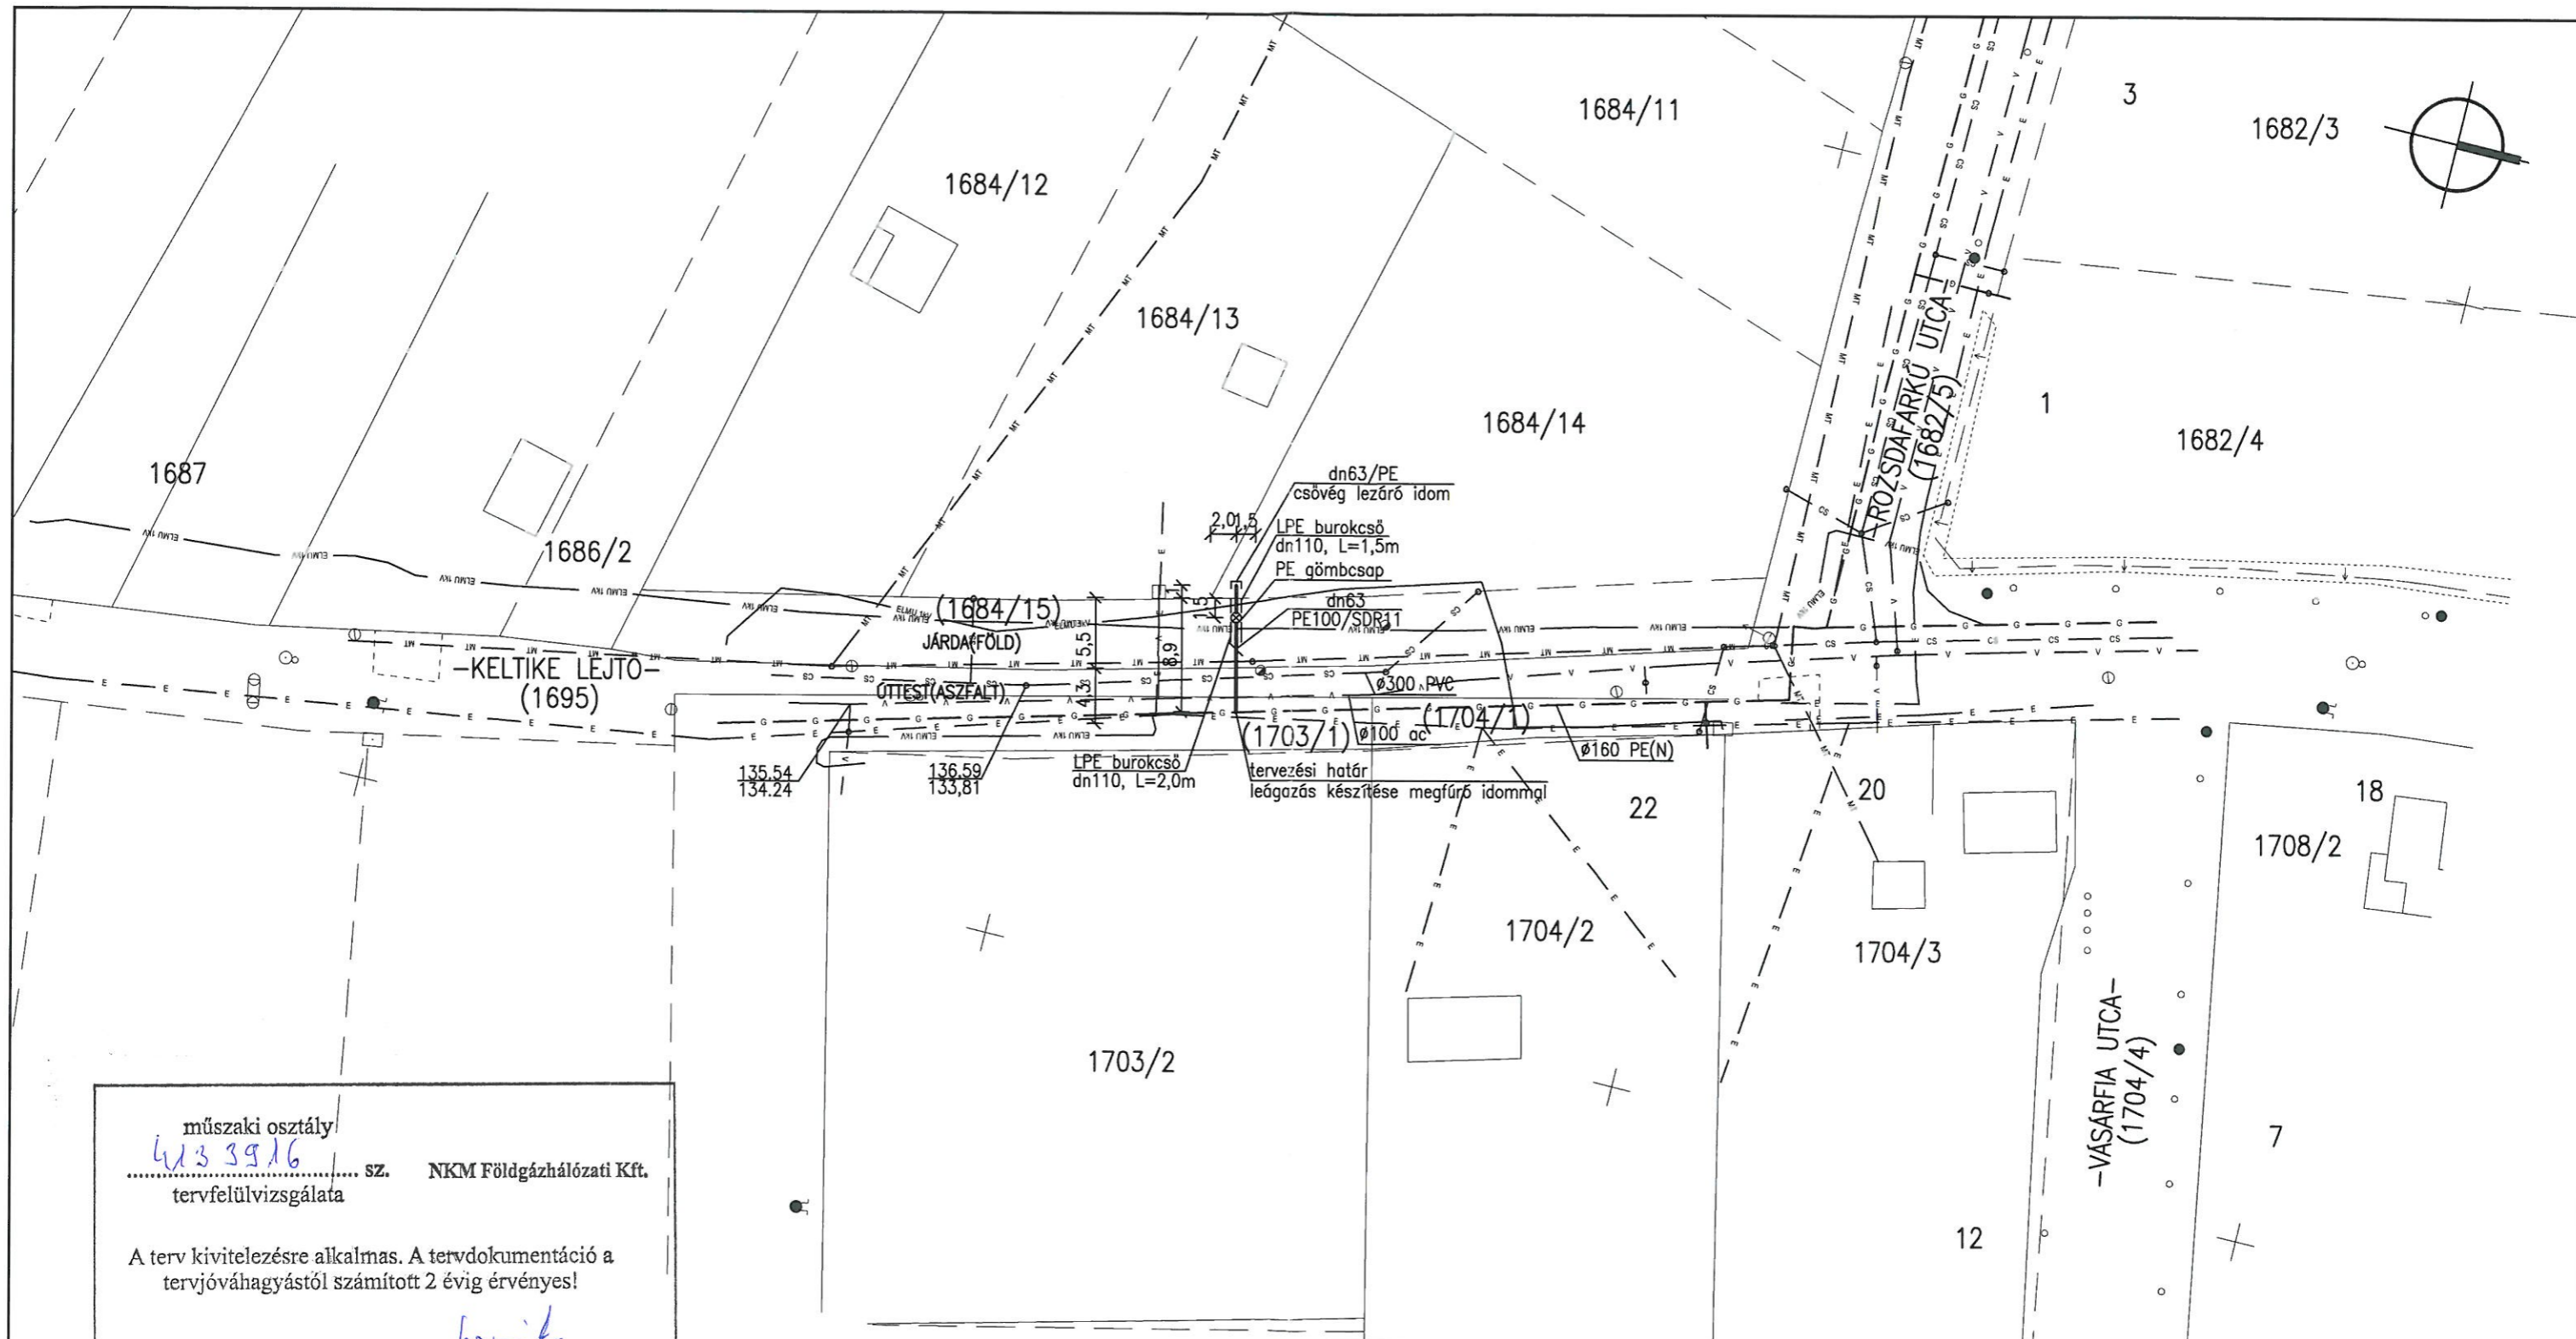 1684/11
3
1682/3
1684/12
1684/13
1684/14
1
1682/4
ROZSDAFARKÚ UTCA
(1682/5)
1687
1686/2
dn63/PE
csővég lezáró idom
2,0
1,5
LPE burokcső
dn110, L=1,5m
PE gömbcsap
dn63
PE100/SDR11
(1684/15)
JÁRDA(FÖLD)
1
1,5
5,5
8,9
4,3
-KELTIKE LEJTŐ-
(1695)
ÚTTEST(ASZFALT)
ø300 PVC
(1703/1)
ø100 ac
(1704/1)
ø160 PE(N)
135.54
134.24
136.59
133,81
LPE burokcső
dn110, L=2,0m
tervezési határ
leágazás készítése megfúró idommal
22
20
18
1708/2
1704/2
1704/3
1703/2
-VÁSÁRFIA UTCA-
(1704/4)
7
12
műszaki osztály
4133916 sz. NKM Földgázhálózati Kft.
tervfelülvizsgálata
A terv kivitelezésre alkalmas. A tervdokumentáció a
tervjóváhagyástól számított 2 évig érvényes!